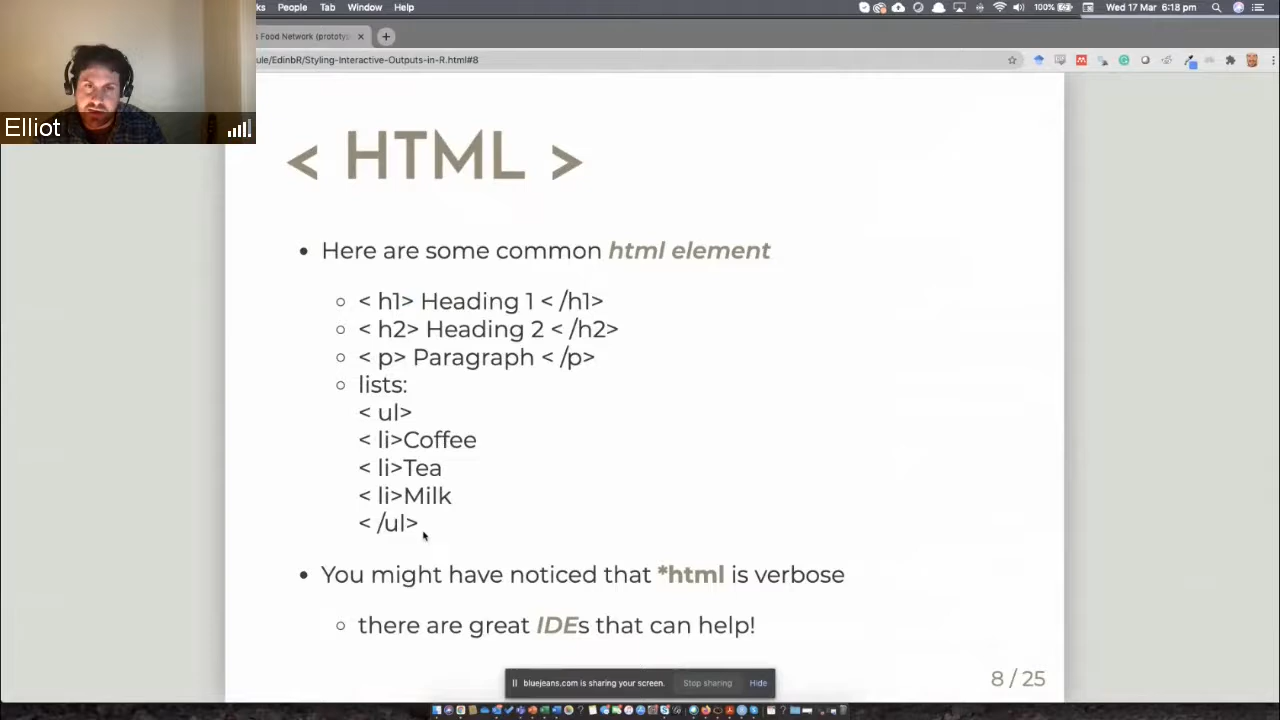 People Tab Window Help 100% Wed 17 Mar 6:18 pm
s Food Network (prototyp
ule/EdinbR/Styling-Interactive-Outputs-in-R.html#8
Elliot
< HTML >
Here are some common html element
< h1> Heading 1 < /h1>
< h2> Heading 2 < /h2>
< p> Paragraph < /p>
lists:
< ul>
< li>Coffee
< li>Tea
< li>Milk
< /ul>
You might have noticed that *html is verbose
there are great IDEs that can help!
bluejeans.com is sharing your screen. Stop sharing Hide
8 / 25